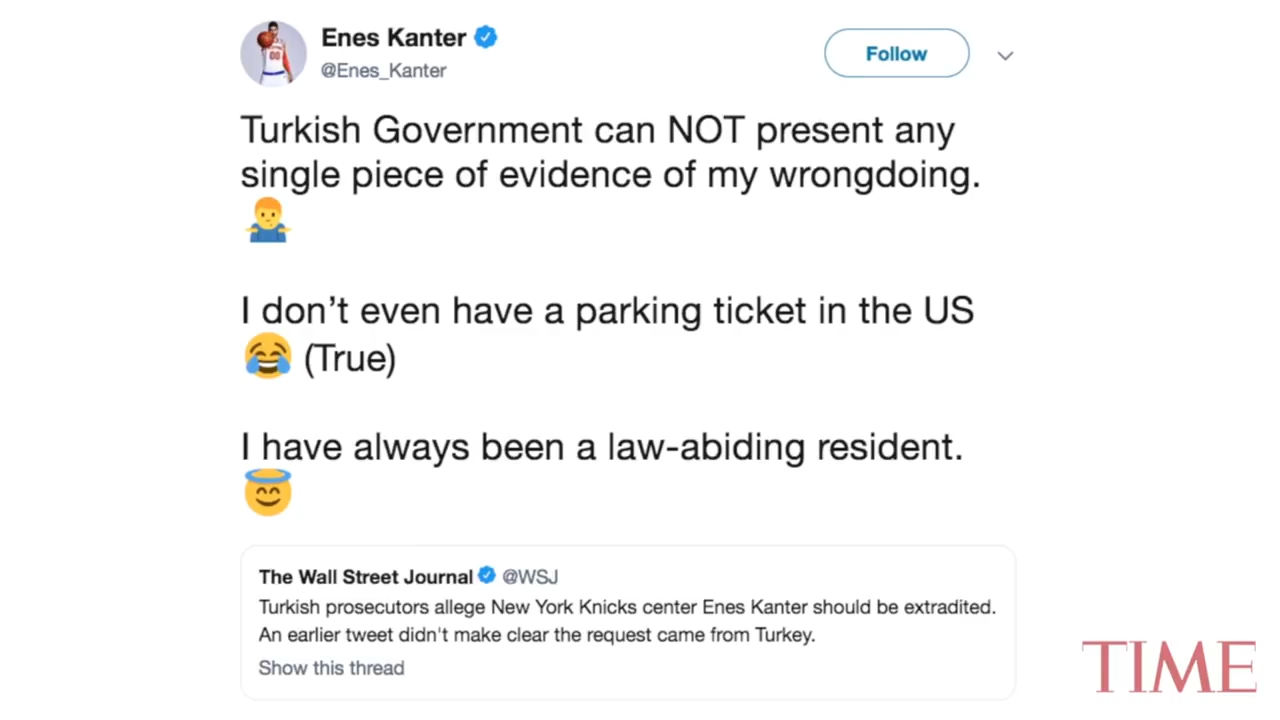 Enes Kanter
@Enes_Kanter
Follow
Turkish Government can NOT present any
single piece of evidence of my wrongdoing.
🤷‍♂️
I don’t even have a parking ticket in the US
😂 (True)
I have always been a law-abiding resident.
😇
The Wall Street Journal @WSJ
Turkish prosecutors allege New York Knicks center Enes Kanter should be extradited.
An earlier tweet didn't make clear the request came from Turkey.
Show this thread
TIME